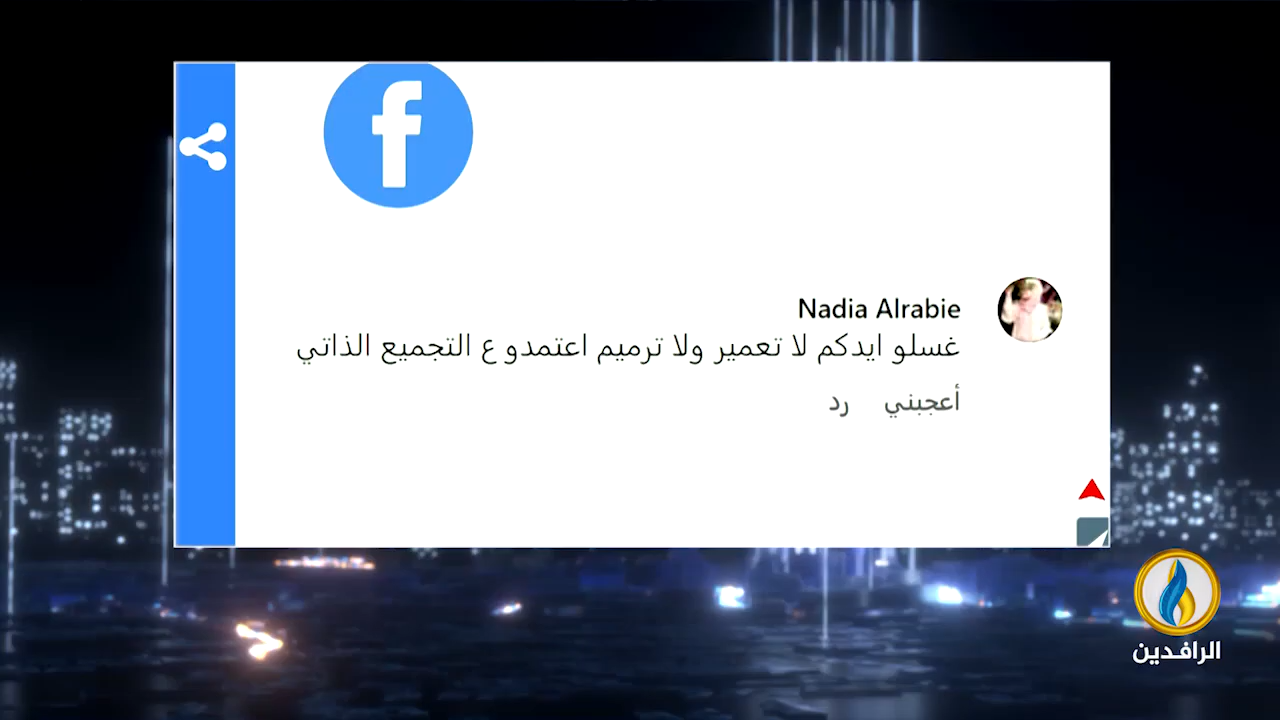 Nadia Alrabie
غسلو ايدكم لا تعمير ولا ترميم اعتمدو ع التجميع الذاتي
أعجبني رد
الرافدين